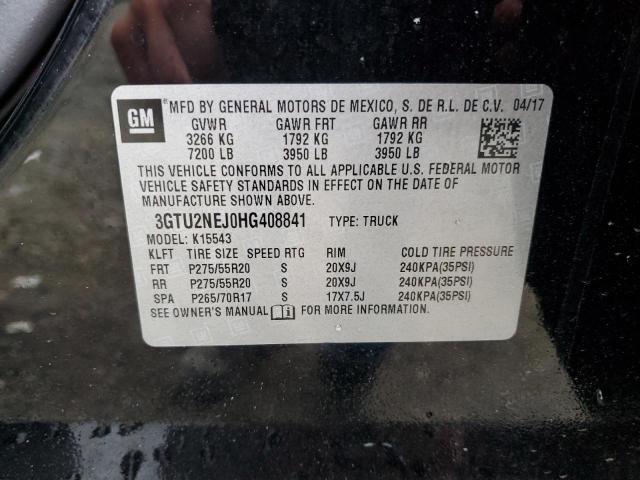 GM ® MFD BY GENERAL MOTORS DE MEXICO, S. DE R.L. DE C.V. 04/17
GVWR GAWR FRT GAWR RR
3266 KG 1792 KG 1792 KG
7200 LB 3950 LB 3950 LB
THIS VEHICLE CONFORMS TO ALL APPLICABLE U.S. FEDERAL MOTOR
VEHICLE SAFETY STANDARDS IN EFFECT ON THE DATE OF
MANUFACTURE SHOWN ABOVE.
3GTU2NEJ0HG408841 TYPE: TRUCK
MODEL: K15543
KLFT TIRE SIZE SPEED RTG RIM COLD TIRE PRESSURE
FRT P275/55R20 S 20X9J 240KPA(35PSI)
RR P275/55R20 S 20X9J 240KPA(35PSI)
SPA P265/70R17 S 17X7.5J 240KPA(35PSI)
SEE OWNER'S MANUAL FOR MORE INFORMATION.